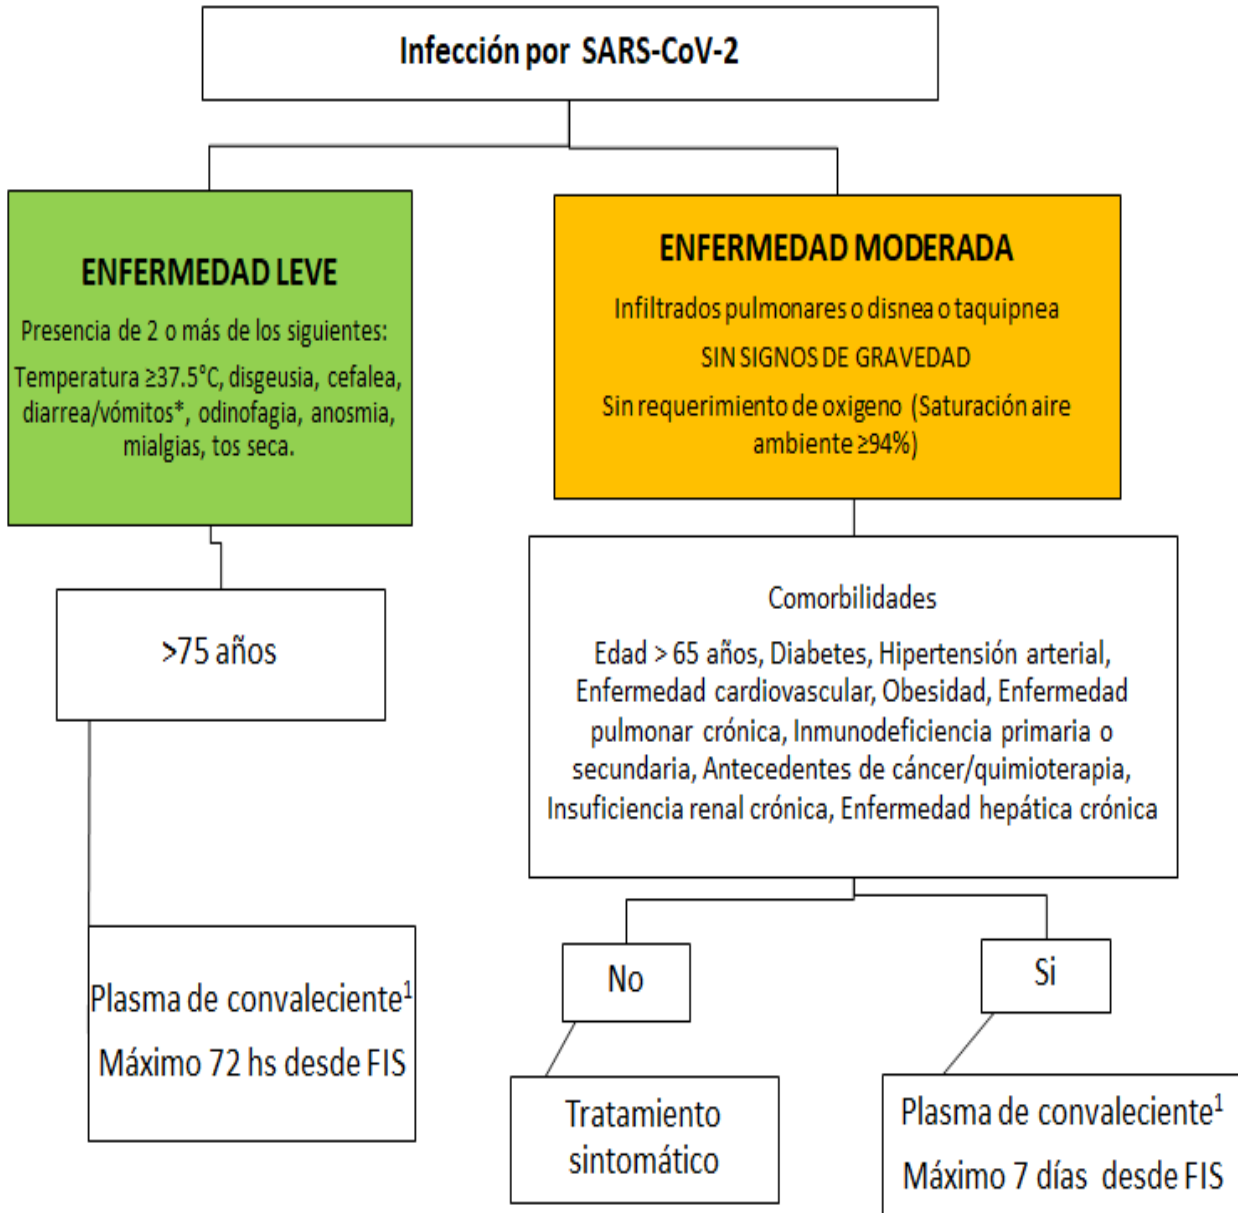 Infección por SARS-CoV-2
ENFERMEDAD LEVE
Presencia de 2 o más de los siguientes:
Temperatura ≥37.5°C, disgeusia, cefalea,
diarrea/vómitos*, odinofagia, anosmia,
mialgias, tos seca.
>75 años
Plasma de convaleciente¹
Máximo 72 hs desde FIS
ENFERMEDAD MODERADA
Infiltrados pulmonares o disnea o taquipnea
SIN SIGNOS DE GRAVEDAD
Sin requerimiento de oxigeno (Saturación aire
ambiente ≥94%)
Comorbilidades
Edad > 65 años, Diabetes, Hipertensión arterial,
Enfermedad cardiovascular, Obesidad, Enfermedad
pulmonar crónica, Inmunodeficiencia primaria o
secundaria, Antecedentes de cáncer/quimioterapia,
Insuficiencia renal crónica, Enfermedad hepática crónica
No
Tratamiento
sintomático
Si
Plasma de convaleciente¹
Máximo 7 días desde FIS